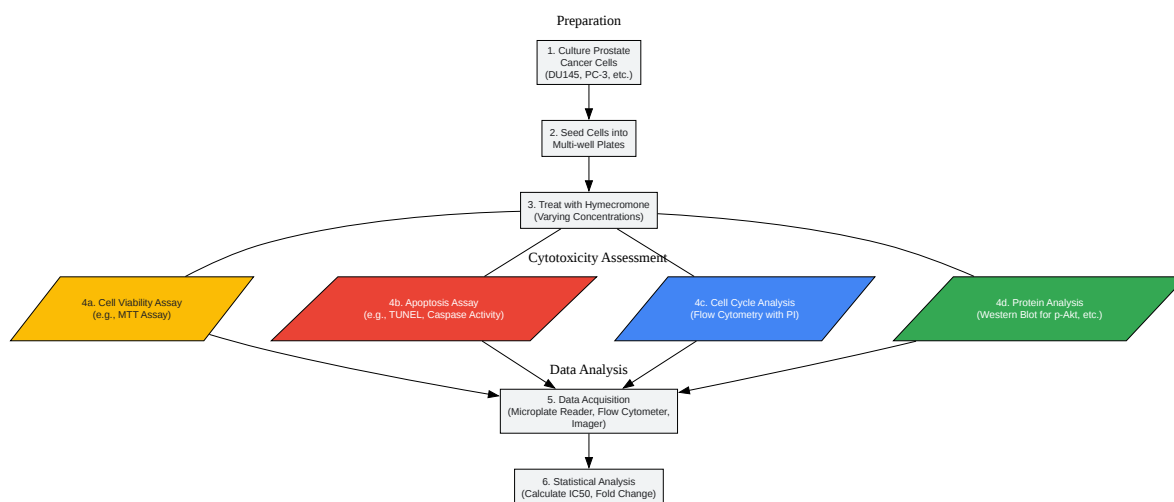 Preparation
1. Culture Prostate
Cancer Cells
(DU145, PC-3, etc.)
2. Seed Cells into
Multi-well Plates
3. Treat with Hymecromone
(Varying Concentrations)
Cytotoxicity Assessment
4a. Cell Viability Assay
(e.g., MTT Assay)
4b. Apoptosis Assay
(e.g., TUNEL, Caspase Activity)
4c. Cell Cycle Analysis
(Flow Cytometry with PI)
4d. Protein Analysis
(Western Blot for p-Akt, etc.)
Data Analysis
5. Data Acquisition
(Microplate Reader, Flow Cytometer,
Imager)
6. Statistical Analysis
(Calculate IC50, Fold Change)